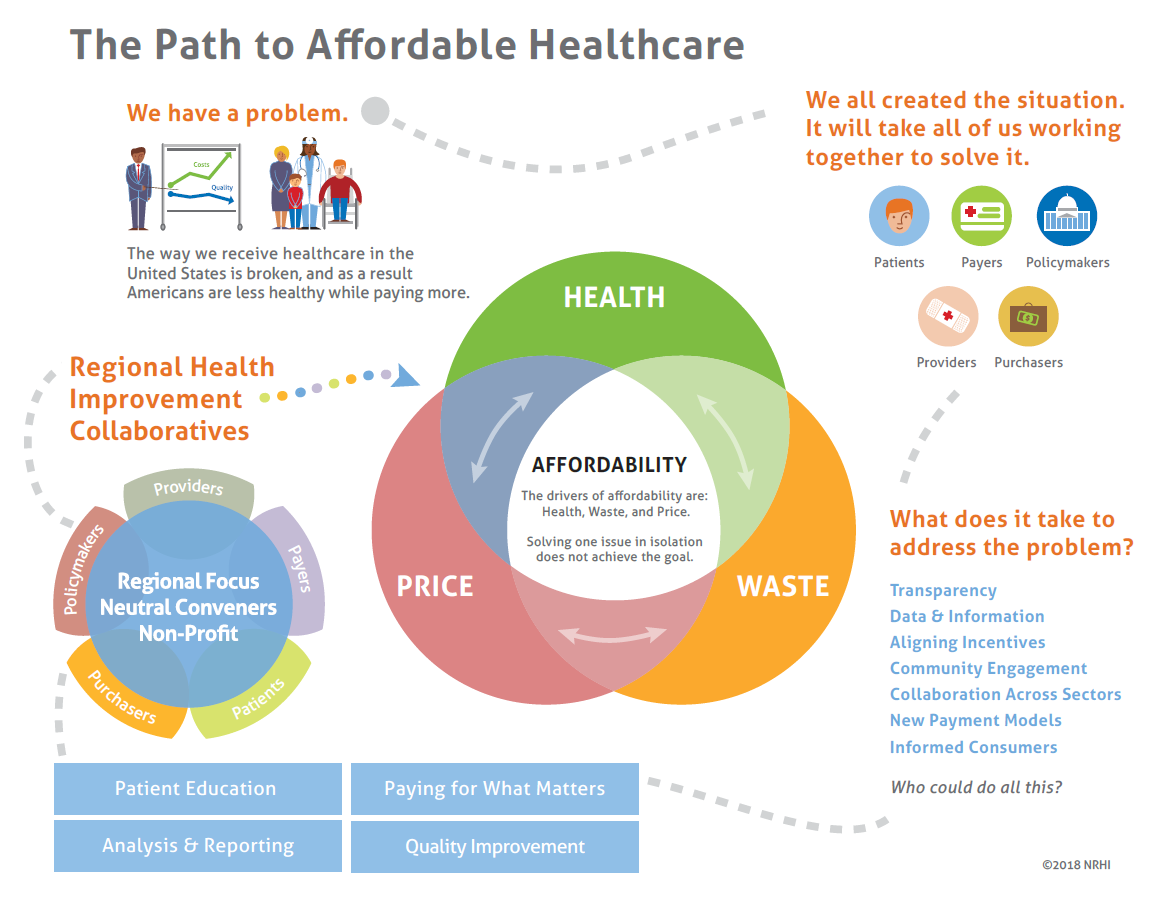 The Path to Affordable Healthcare
We have a problem.
Costs
Quality
The way we receive healthcare in the
United States is broken, and as a result
Americans are less healthy while paying more.
We all created the situation.
It will take all of us working
together to solve it.
Patients
Payers
Policymakers
Providers
Purchasers
HEALTH
AFFORDABILITY
The drivers of affordability are:
Health, Waste, and Price.
Solving one issue in isolation
does not achieve the goal.
PRICE
WASTE
What does it take to
address the problem?
Transparency
Data & Information
Aligning Incentives
Community Engagement
Collaboration Across Sectors
New Payment Models
Informed Consumers
Who could do all this?
Regional Health
Improvement
Collaboratives
Providers
Policymakers
Payers
Regional Focus
Neutral Conveners
Non-Profit
Purchasers
Patients
Patient Education
Paying for What Matters
Analysis & Reporting
Quality Improvement
©2018 NRHI